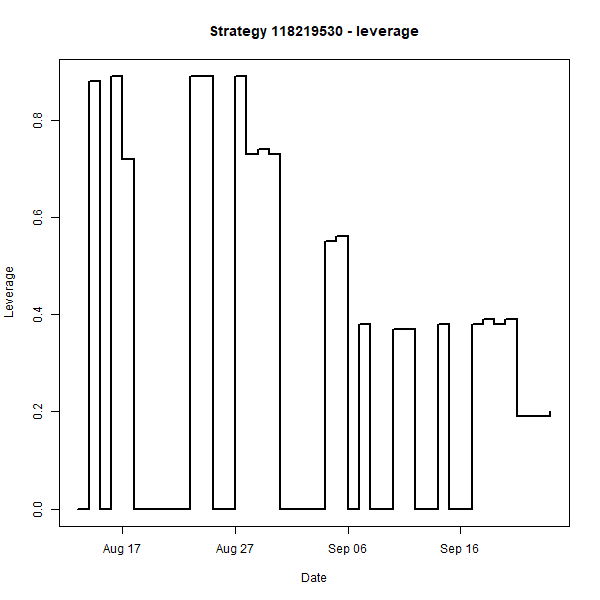 Strategy 118219530 - leverage
Leverage
0.8
0.6
0.4
0.2
0.0
Aug 17 Aug 27 Sep 06 Sep 16
Date